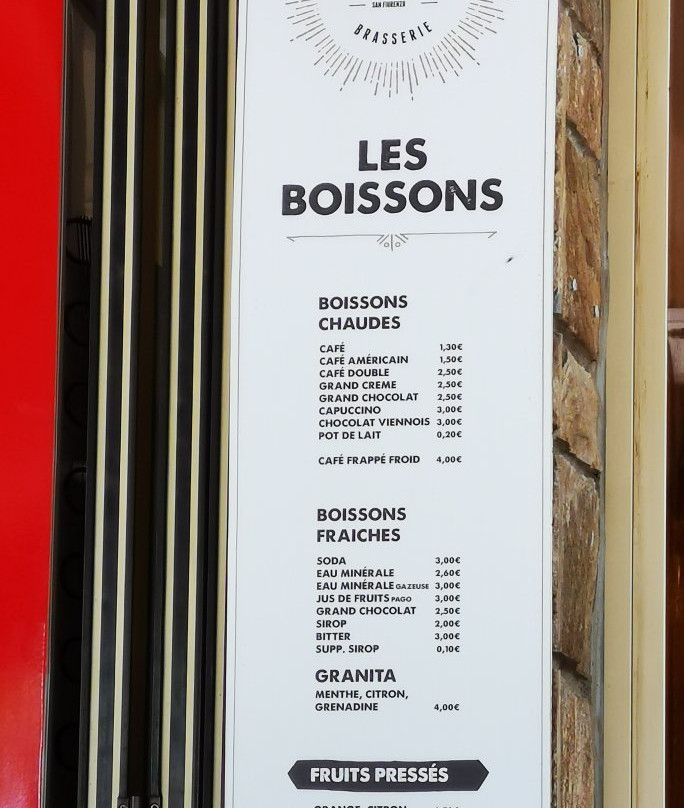 SAN FIORENZO
BRASSERIE
LES
BOISSONS
BOISSONS
CHAUDES
CAFÉ 1,30€
CAFÉ AMÉRICAIN 1,50€
CAFÉ DOUBLE 2,50€
GRAND CREME 2,50€
GRAND CHOCOLAT 2,50€
CAPUCCINO 3,00€
CHOCOLAT VIENNOIS 3,00€
POT DE LAIT 0,20€
CAFÉ FRAPPÉ FROID 4,00€
BOISSONS
FRAICHES
SODA 3,00€
EAU MINÉRALE 2,60€
EAU MINÉRALE GAZEUSE 3,00€
JUS DE FRUITS PAGO 3,00€
GRAND CHOCOLAT 2,50€
SIROP 2,00€
BITTER 3,00€
SUPP. SIROP 0,10€
GRANITA
MENTHE, CITRON,
GRENADINE 4,00€
FRUITS PRESSÉS
ORANGE, CITRON